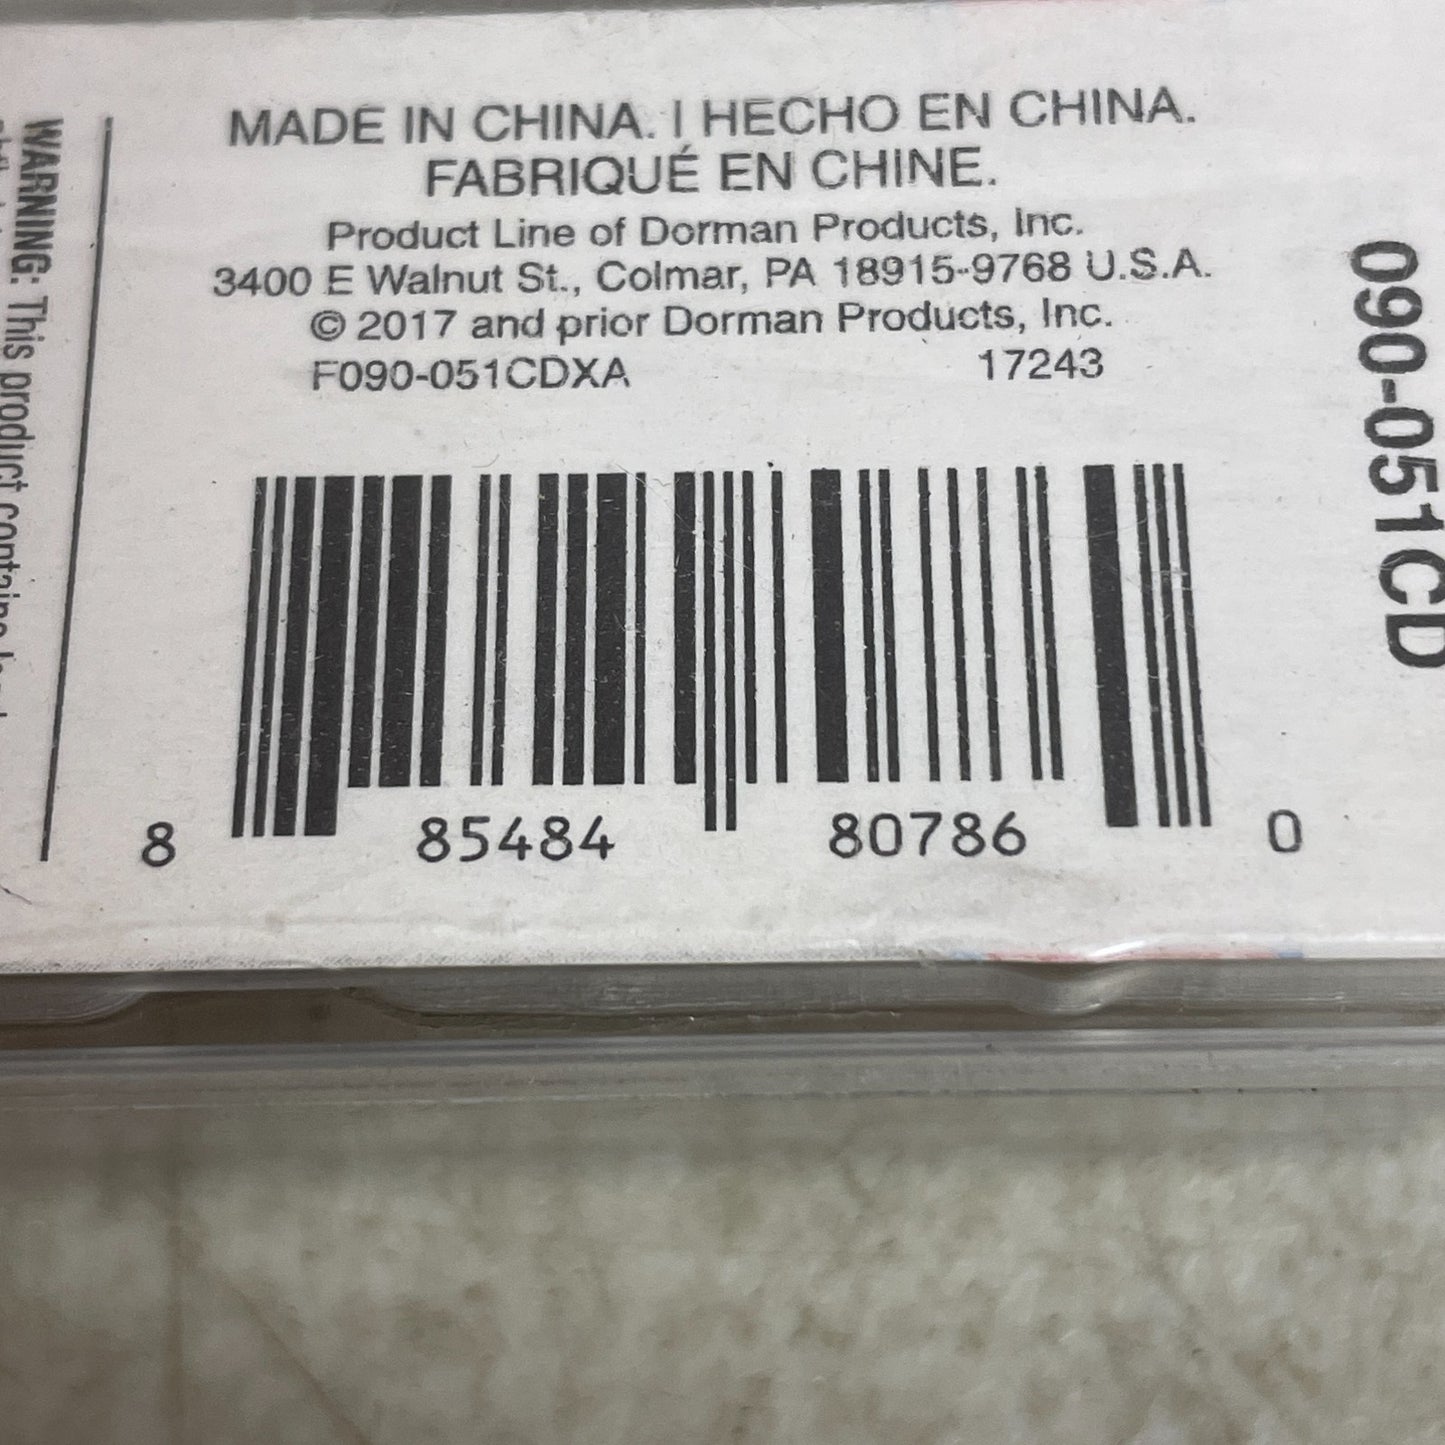 MADE IN CHINA. | HECHO EN CHINA.
FABRIQUÉ EN CHINE.
Product Line of Dorman Products, Inc.
3400 E Walnut St., Colmar, PA 18915-9768 U.S.A.
© 2017 and prior Dorman Products, Inc.
F090-051CDXA 17243
8 85484 80786 0
090-051CD
WARNING: This product contains